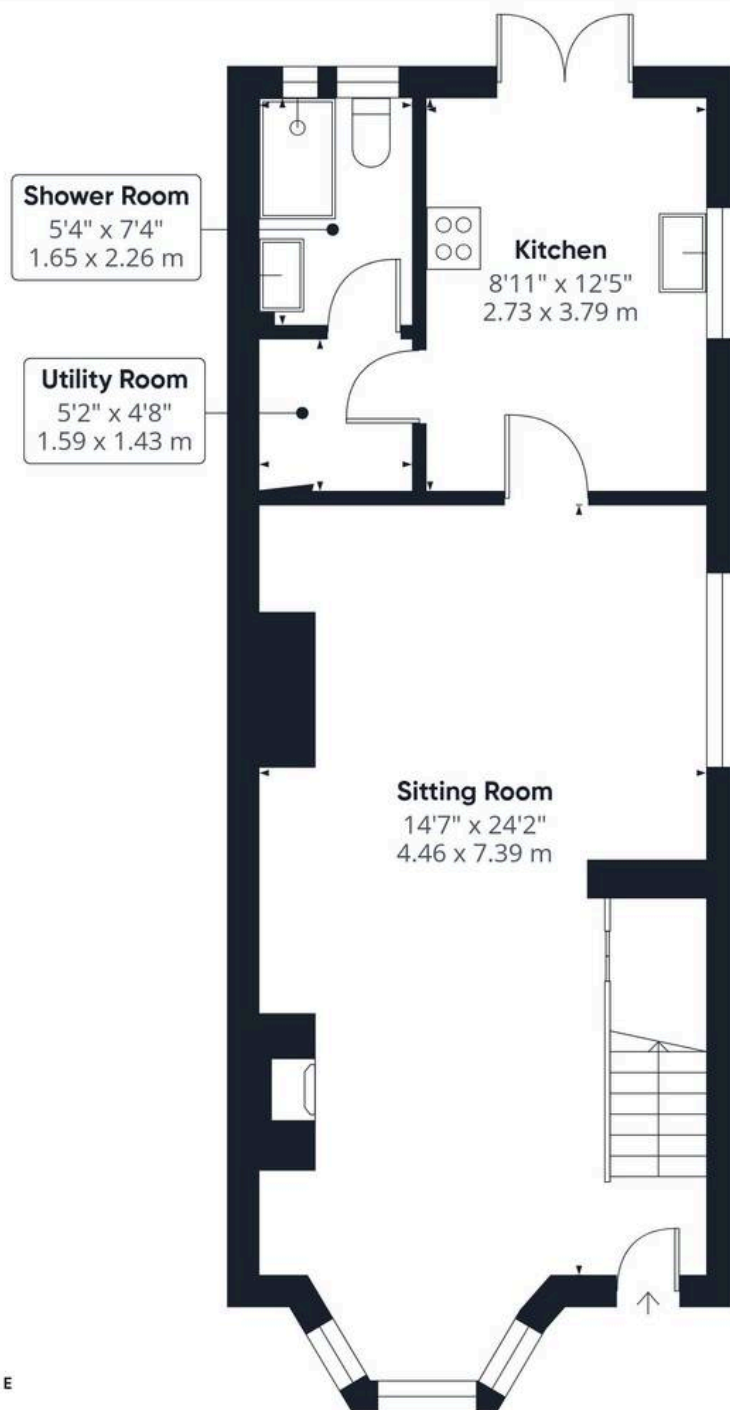 Shower Room
5'4" x 7'4"
1.65 x 2.26 m
Kitchen
8'11" x 12'5"
2.73 x 3.79 m
Utility Room
5'2" x 4'8"
1.59 x 1.43 m
Sitting Room
14'7" x 24'2"
4.46 x 7.39 m
E